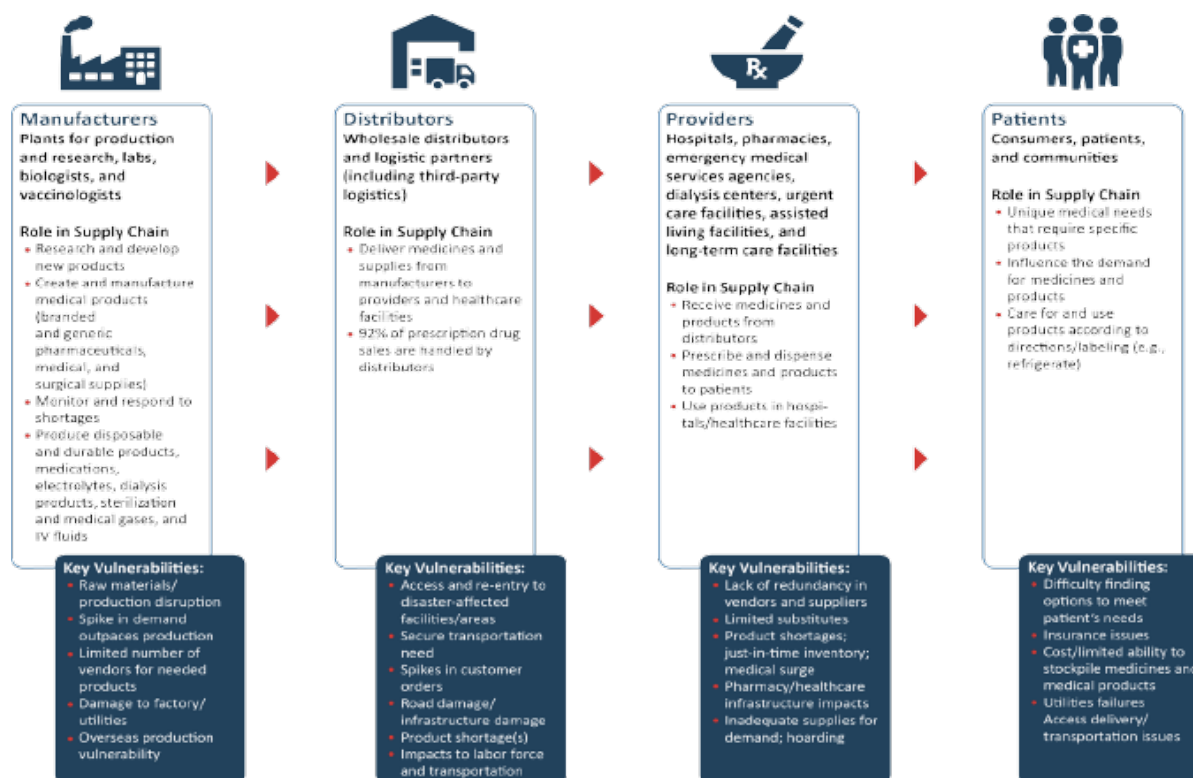 Rx
Manufacturers
Plants for production
and research, labs,
biologists, and
vaccinologists
Role in Supply Chain
• Research and develop
new products
• Create and manufacture
medical products
(branded
and generic
pharmaceuticals,
medical, and
surgical supplies)
• Monitor and respond to
shortages
• Produce disposable
and durable products,
medications,
electrolytes, dialysis
products, sterilization
and medical gases, and
IV fluids
Key Vulnerabilities:
• Raw materials/
production disruption
• Spike in demand
outpaces production
• Limited number of
vendors for needed
products
• Damage to factory/
utilities
• Overseas production
vulnerability
Distributors
Wholesale distributors
and logistic partners
(including third-party
logistics)
Role in Supply Chain
• Deliver medicines and
supplies from
manufacturers to
providers and healthcare
facilities
• 92% of prescription drug
sales are handled by
distributors
Key Vulnerabilities:
• Access and re-entry to
disaster-affected
facilities/areas
• Secure transportation
need
• Spikes in customer
orders
• Road damage/
infrastructure damage
• Product shortage(s)
• Impacts to labor force
and transportation
Providers
Hospitals, pharmacies,
emergency medical
services agencies,
dialysis centers, urgent
care facilities, assisted
living facilities, and
long-term care facilities
Role in Supply Chain
• Receive medicines and
products from
distributors
• Prescribe and dispense
medicines and products
to patients
• Use products in hospi-
tals/healthcare facilities
Key Vulnerabilities:
• Lack of redundancy in
vendors and suppliers
• Limited substitutes
• Product shortages;
just-in-time inventory;
medical surge
• Pharmacy/healthcare
infrastructure impacts
• Inadequate supplies for
demand; hoarding
Patients
Consumers, patients,
and communities
Role in Supply Chain
• Unique medical needs
that require specific
products
• Influence the demand
for medicines and
products
• Care for and use
products according to
directions/labeling (e.g.,
refrigerate)
Key Vulnerabilities:
• Difficulty finding
options to meet
patient's needs
• Insurance issues
• Cost/limited ability to
stockpile medicines and
medical products
• Utilities failures
Access delivery/
transportation issues